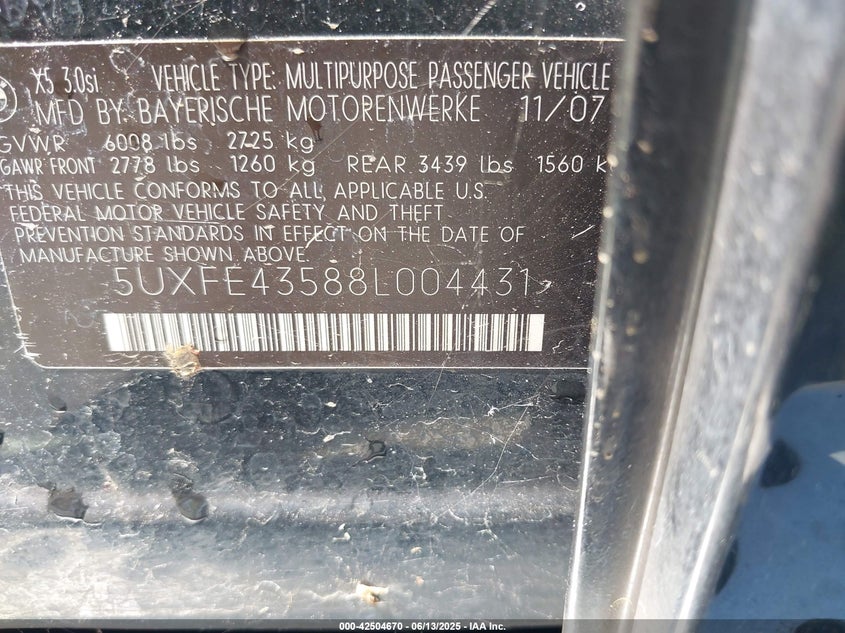 X5 3.0si VEHICLE TYPE: MULTIPURPOSE PASSENGER VEHICLE
MFD BY: BAYERISCHE MOTORENWERKE 11/07
GVWR 6008 lbs 2725 kg
GAWR FRONT 2778 lbs 1260 kg REAR 3439 lbs 1560 k
THIS VEHICLE CONFORMS TO ALL APPLICABLE U.S.
FEDERAL MOTOR VEHICLE SAFETY AND THEFT
PREVENTION STANDARDS IN EFFECT ON THE DATE OF
MANUFACTURE SHOWN ABOVE.
5UXFE43588L004431
000-42504670 - 06/13/2025 - IAA Inc.